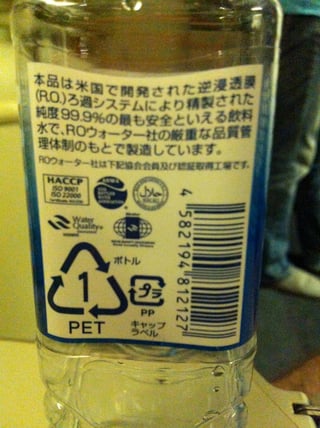 本品は米国で開発された逆浸透膜
(R.O.)ろ過システムにより精製された
純度99.9%の最も安全といえる飲料
水で、ROウォーター社の厳重な品質管
理体制のもとで製造しています。
ROウォーター社は下記協会会員及び認証取得工場です。
HACCP
ISO 9001
ISO 22000
Water
Quality
ボトル
1
PET
プラ
PP
キャップ
ラベル
4 582194 812127